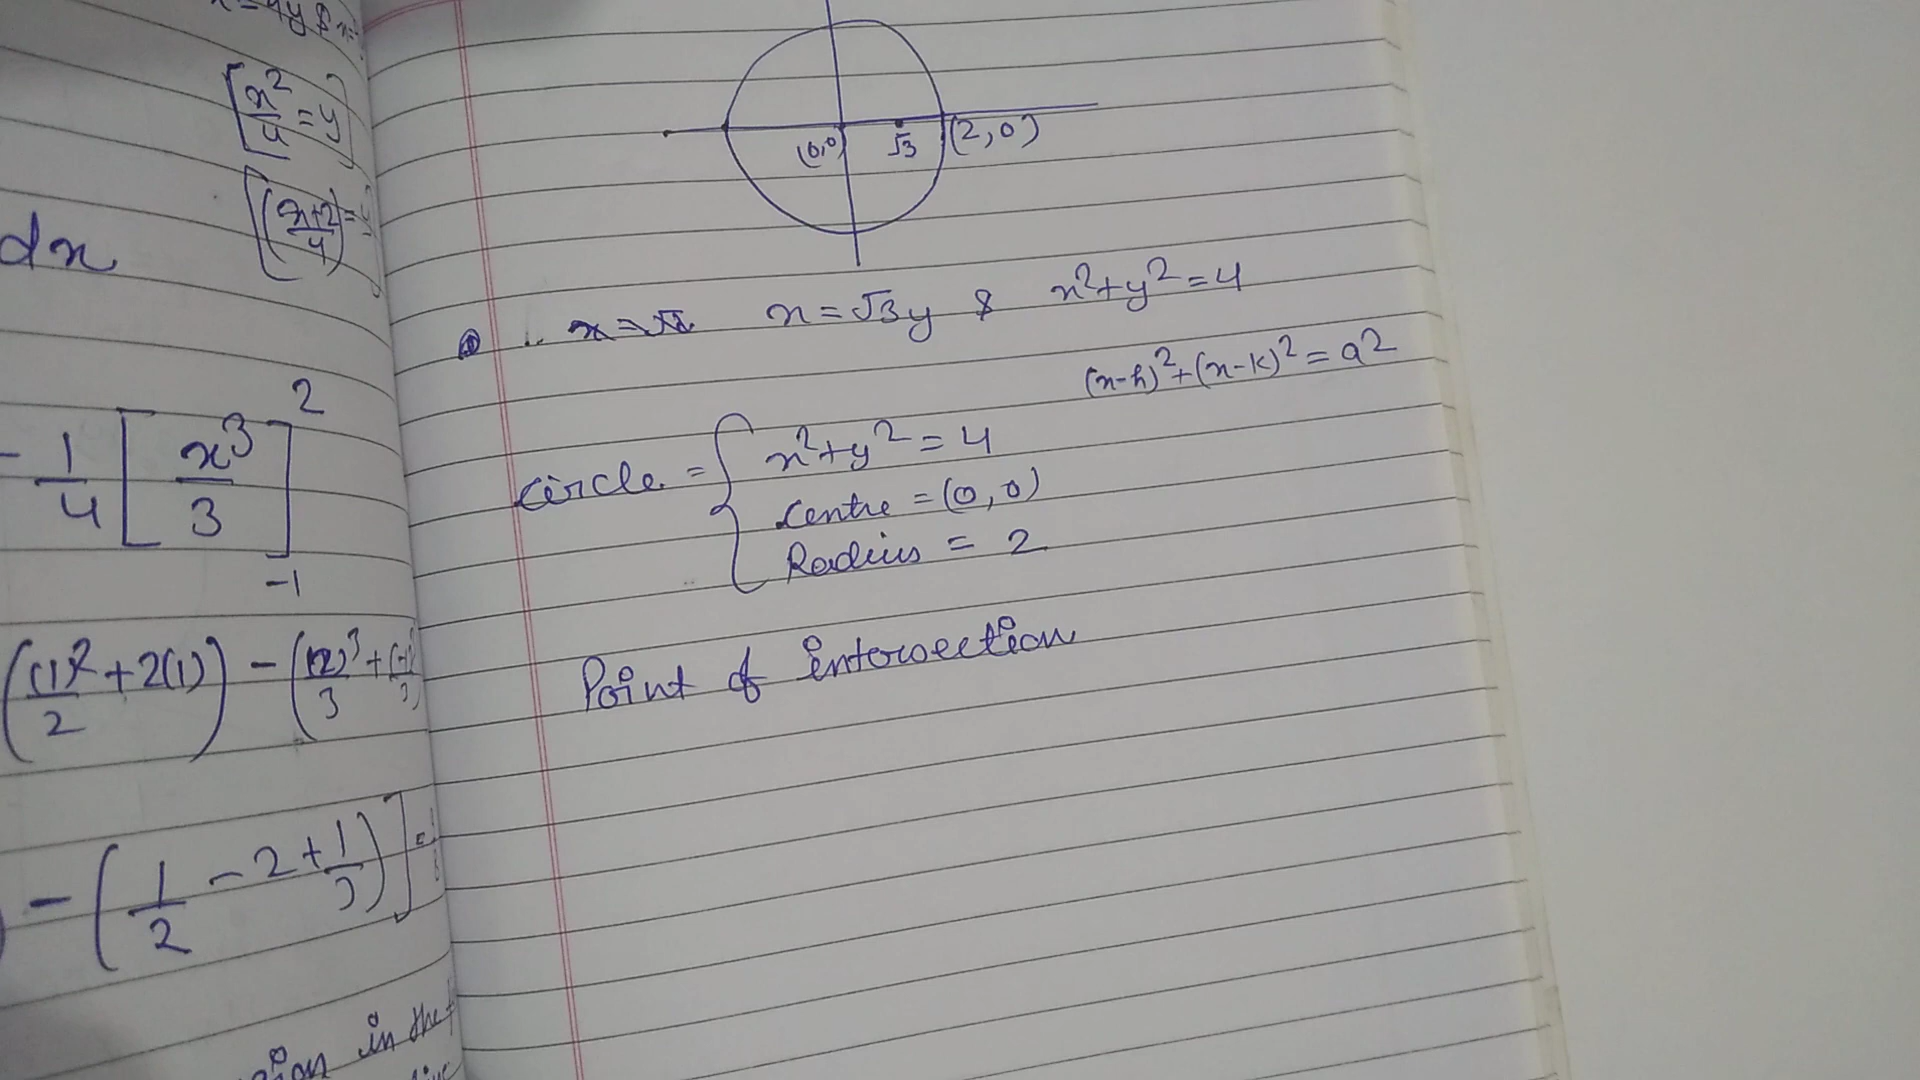 x²/4 = y
(x+2/4) =
dx
- 1/4 [x³/3]²₋₁
((1)²/2 + 2(1)) - (
- (1/2 - 2 + 1/3)]
in the
(0,0) √3 (2,0)
x = √3y & x²+y²=4
(x-h)²+(x-k)²=a²
circle = { x²+y²=4
Centre = (0,0)
Radius = 2
Point of intersection